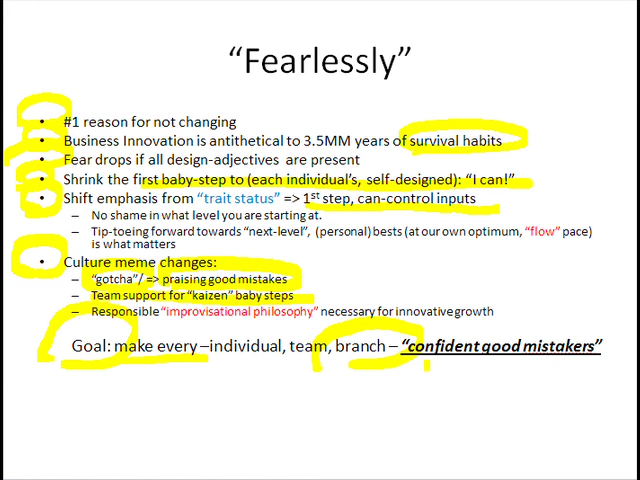 “Fearlessly”
• #1 reason for not changing
• Business Innovation is antithetical to 3.5MM years of survival habits
• Fear drops if all design-adjectives are present
• Shrink the first baby-step to (each individual’s, self-designed): “I can!”
• Shift emphasis from “trait status” => 1st step, can-control inputs
– No shame in what level you are starting at.
– Tip-toeing forward towards “next-level”, (personal) bests (at our own optimum, “flow” pace)
is what matters
• Culture meme changes:
– “gotcha”/ => praising good mistakes
– Team support for “kaizen” baby steps
– Responsible “improvisational philosophy” necessary for innovative growth
Goal: make every –individual, team, branch – “confident good mistakers”